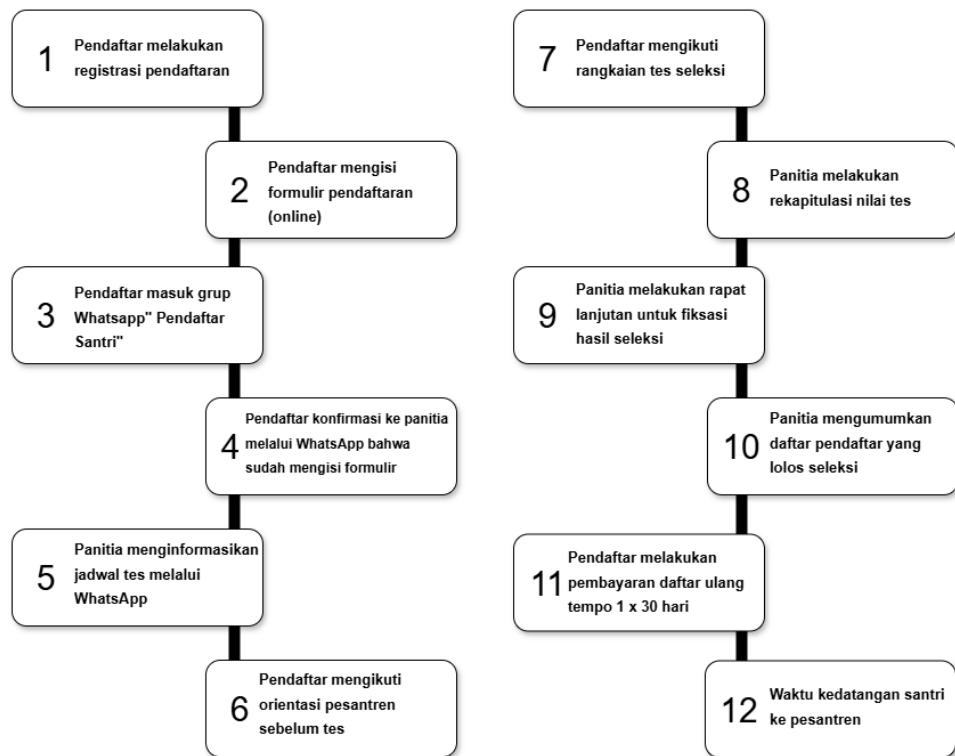 1
Pendaftar melakukan
registrasi pendaftaran
2
Pendaftar mengisi
formulir pendaftaran
(online)
3
Pendaftar masuk grup
Whatsapp" Pendaftar
Santri"
4
Pendaftar konfirmasi ke panitia
melalui WhatsApp bahwa
sudah mengisi formulir
5
Panitia menginformasikan
jadwal tes melalui
WhatsApp
6
Pendaftar mengikuti
orientasi pesantren
sebelum tes
7
Pendaftar mengikuti
rangkaian tes seleksi
8
Panitia melakukan
rekapitulasi nilai tes
9
Panitia melakukan rapat
lanjutan untuk fiksasi
hasil seleksi
10
Panitia mengumumkan
daftar pendaftar yang
lolos seleksi
11
Pendaftar melakukan
pembayaran daftar ulang
tempo 1 x 30 hari
12
Waktu kedatangan santri
ke pesantren